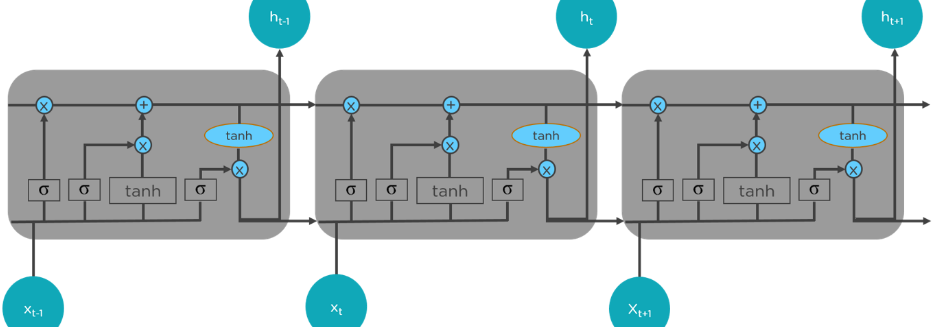 h_{t-1} h_t h_{t+1}
x + x + x +
tanh tanh tanh
x x x
x x x
σ σ tanh σ σ σ tanh σ σ σ tanh σ
x_{t-1} x_t X_{t+1}